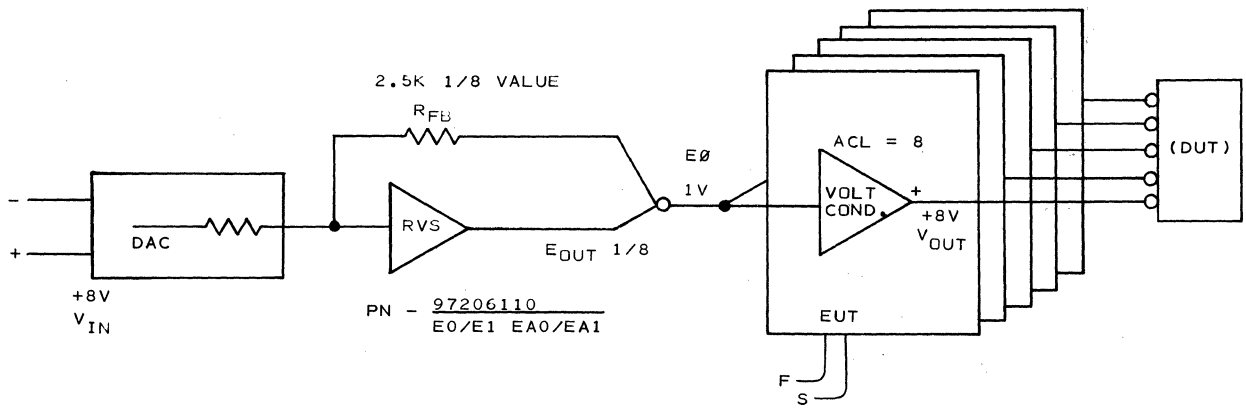 2.5K 1/8 VALUE
RFB
-
+
DAC
+8V
VIN
RVS
EOUT 1/8
PN - 97206110
E0/E1 EA0/EA1
EØ
1V
ACL = 8
VOLT
COND.
+
+8V
VOUT
EUT
F
S
(DUT)